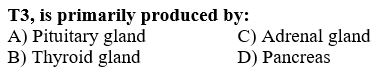 T3, is primarily produced by:
A) Pituitary gland C) Adrenal gland
B) Thyroid gland D) Pancreas